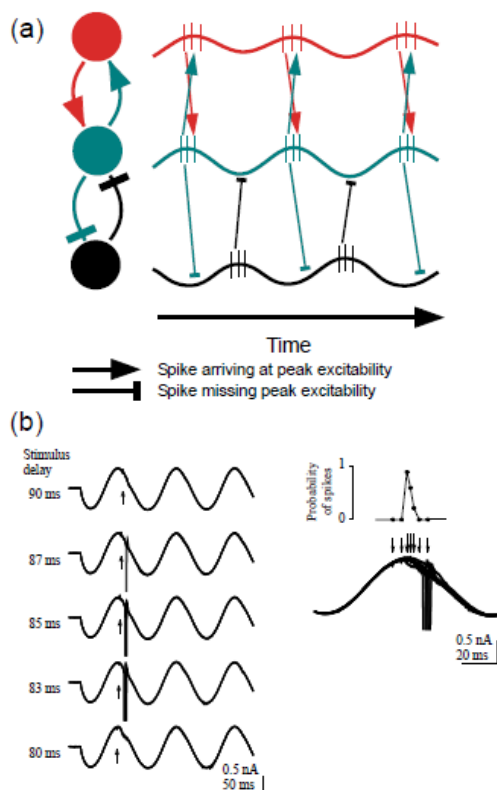 (a)
Time
Spike arriving at peak excitability
Spike missing peak excitability
(b)
Stimulus
delay
90 ms
87 ms
85 ms
83 ms
80 ms
0.5 nA
50 ms
Probability
of spikes
1
0
0.5 nA
20 ms